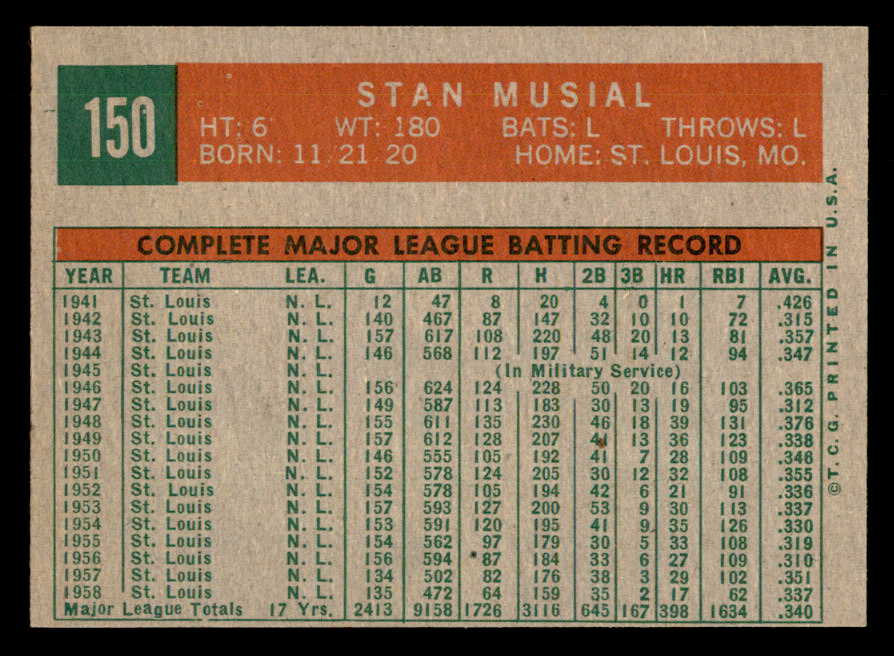 150
STAN MUSIAL
HT: 6' WT: 180 BATS: L THROWS: L
BORN: 11/21/20 HOME: ST. LOUIS, MO.
COMPLETE MAJOR LEAGUE BATTING RECORD
YEAR TEAM LEA. G AB R H 2B 3B HR RBI AVG.
1941 St. Louis N. L. 12 47 8 20 4 0 1 7 .426
1942 St. Louis N. L. 140 467 87 147 32 10 10 72 .315
1943 St. Louis N. L. 157 617 108 220 48 20 13 81 .357
1944 St. Louis N. L. 146 568 112 197 51 14 12 94 .347
1945 St. Louis N. L. (In Military Service)
1946 St. Louis N. L. 156 624 124 228 50 20 16 103 .365
1947 St. Louis N. L. 149 587 113 183 30 13 19 95 .312
1948 St. Louis N. L. 155 611 135 230 46 18 39 131 .376
1949 St. Louis N. L. 157 612 128 207 41 13 36 123 .338
1950 St. Louis N. L. 146 555 105 192 41 7 28 109 .346
1951 St. Louis N. L. 152 578 124 205 30 12 32 108 .355
1952 St. Louis N. L. 154 578 105 194 42 6 21 91 .336
1953 St. Louis N. L. 157 593 127 200 53 9 30 113 .337
1954 St. Louis N. L. 153 591 120 195 41 9 35 126 .330
1955 St. Louis N. L. 154 562 97 179 30 5 33 108 .319
1956 St. Louis N. L. 156 594 87 184 33 6 27 109 .310
1957 St. Louis N. L. 134 502 82 176 38 3 29 102 .351
1958 St. Louis N. L. 135 472 64 159 35 2 17 62 .337
Major League Totals 17 Yrs. 2413 9158 1726 3116 645 167 398 1634 .340
©T. C. G. PRINTED IN U.S.A.